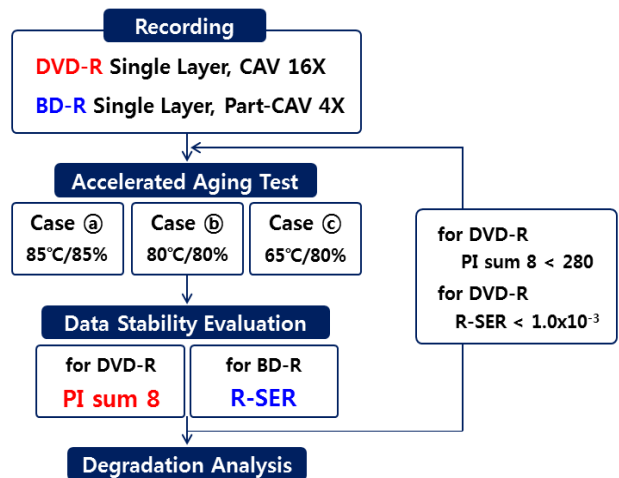 Recording
DVD-R Single Layer, CAV 16X
BD-R Single Layer, Part-CAV 4X
Accelerated Aging Test
Case ⓐ
85℃/85%
Case ⓑ
80℃/80%
Case ⓒ
65℃/80%
for DVD-R
PI sum 8 < 280
for DVD-R
R-SER < 1.0x10⁻³
Data Stability Evaluation
for DVD-R
PI sum 8
for BD-R
R-SER
Degradation Analysis